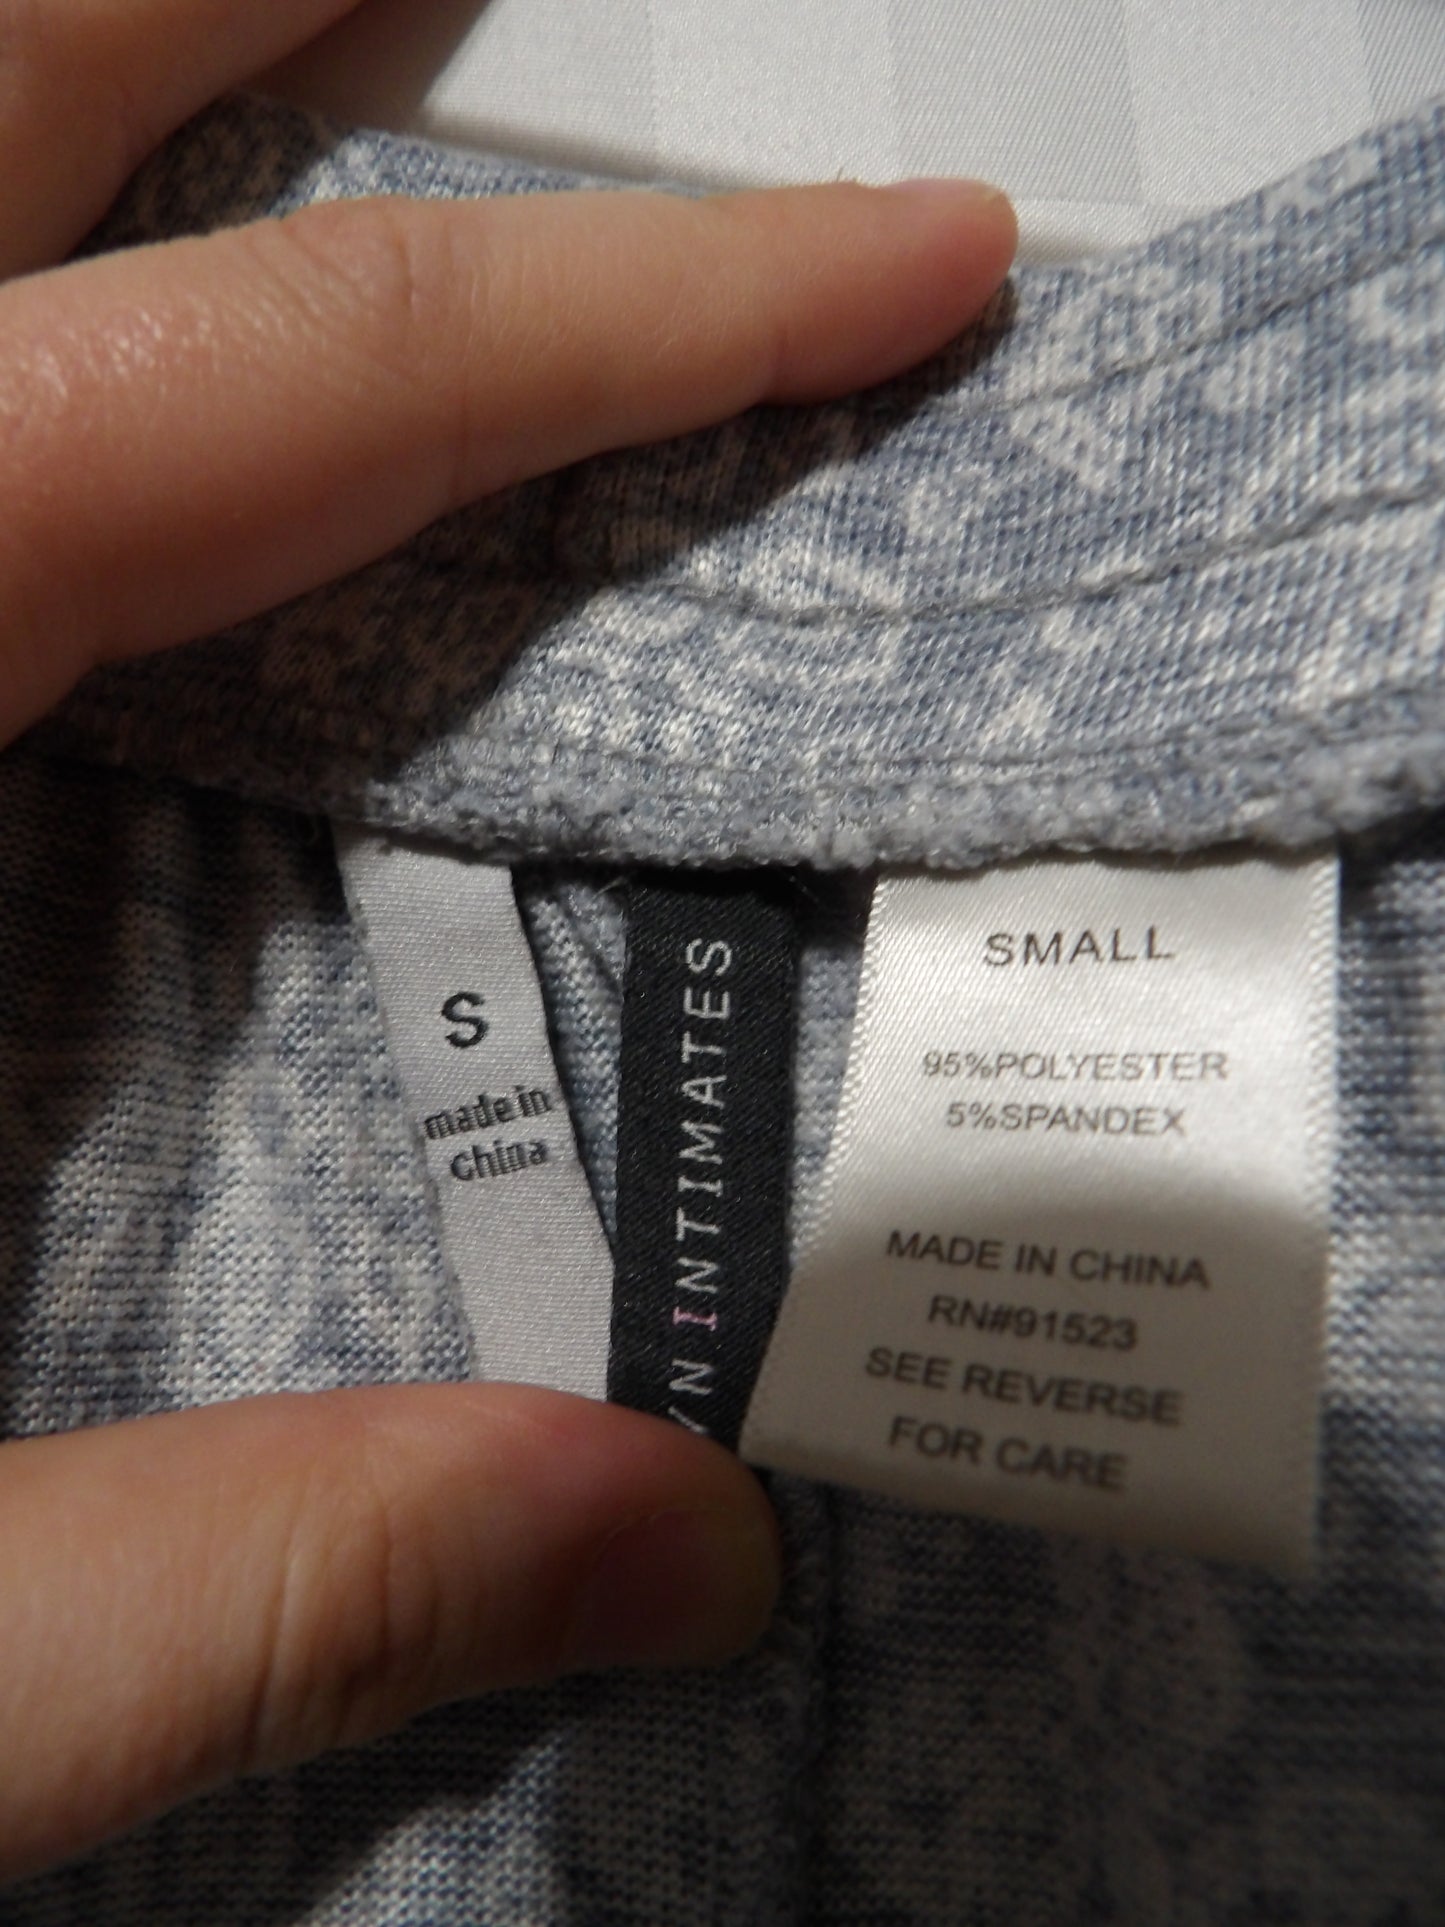 S
made in
china
N INTIMATES
SMALL
95%POLYESTER
5%SPANDEX
MADE IN CHINA
RN#91523
SEE REVERSE
FOR CARE